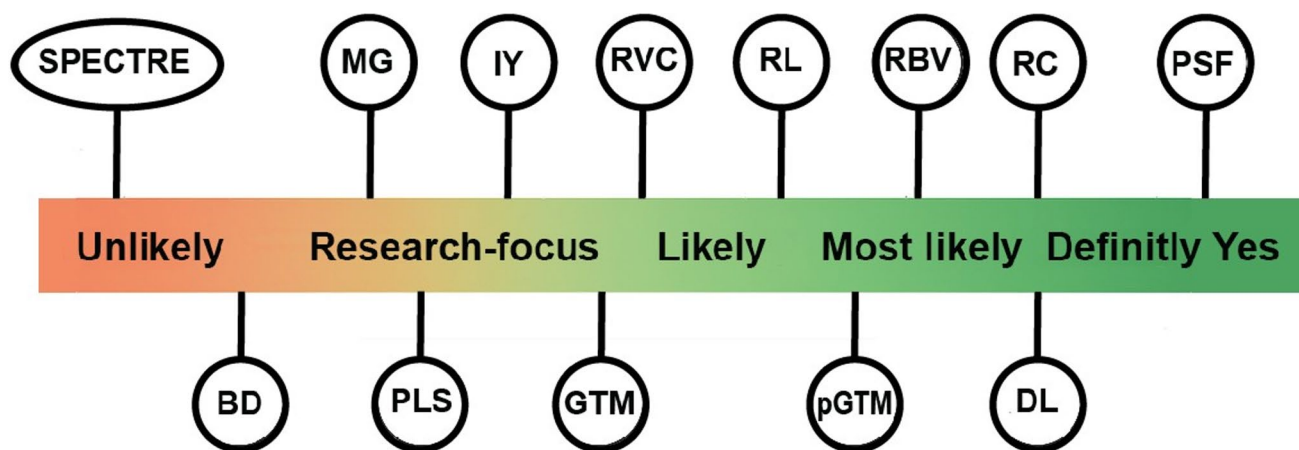 SPECTRE MG IY RVC RL RBV RC PSF
Unlikely Research-focus Likely Most likely Definitly Yes
BD PLS GTM pGTM DL